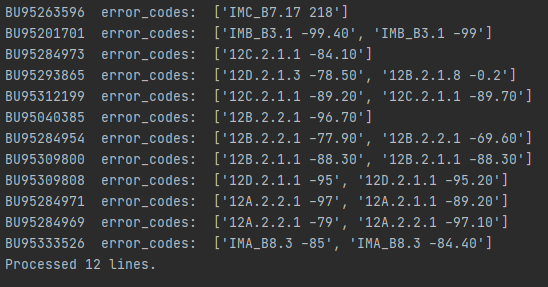 BU95263596  error_codes:  ['IMC_B7.17 218']
BU95201701  error_codes:  ['IMB_B3.1 -99.40', 'IMB_B3.1 -99']
BU95284973  error_codes:  ['12C.2.1.1 -84.10']
BU95293865  error_codes:  ['12D.2.1.3 -78.50', '12B.2.1.8 -0.2']
BU95312199  error_codes:  ['12C.2.1.1 -89.20', '12C.2.1.1 -89.70']
BU95040385  error_codes:  ['12B.2.2.1 -96.70']
BU95284954  error_codes:  ['12B.2.2.1 -77.90', '12B.2.2.1 -69.60']
BU95309800  error_codes:  ['12B.2.1.1 -88.30', '12B.2.1.1 -88.30']
BU95309808  error_codes:  ['12D.2.1.1 -95', '12D.2.1.1 -95.20']
BU95284971  error_codes:  ['12A.2.2.1 -97', '12A.2.2.1 -89.20']
BU95284969  error_codes:  ['12A.2.2.1 -79', '12A.2.2.1 -97.10']
BU95333526  error_codes:  ['IMA_B8.3 -85', 'IMA_B8.3 -84.40']
Processed 12 lines.